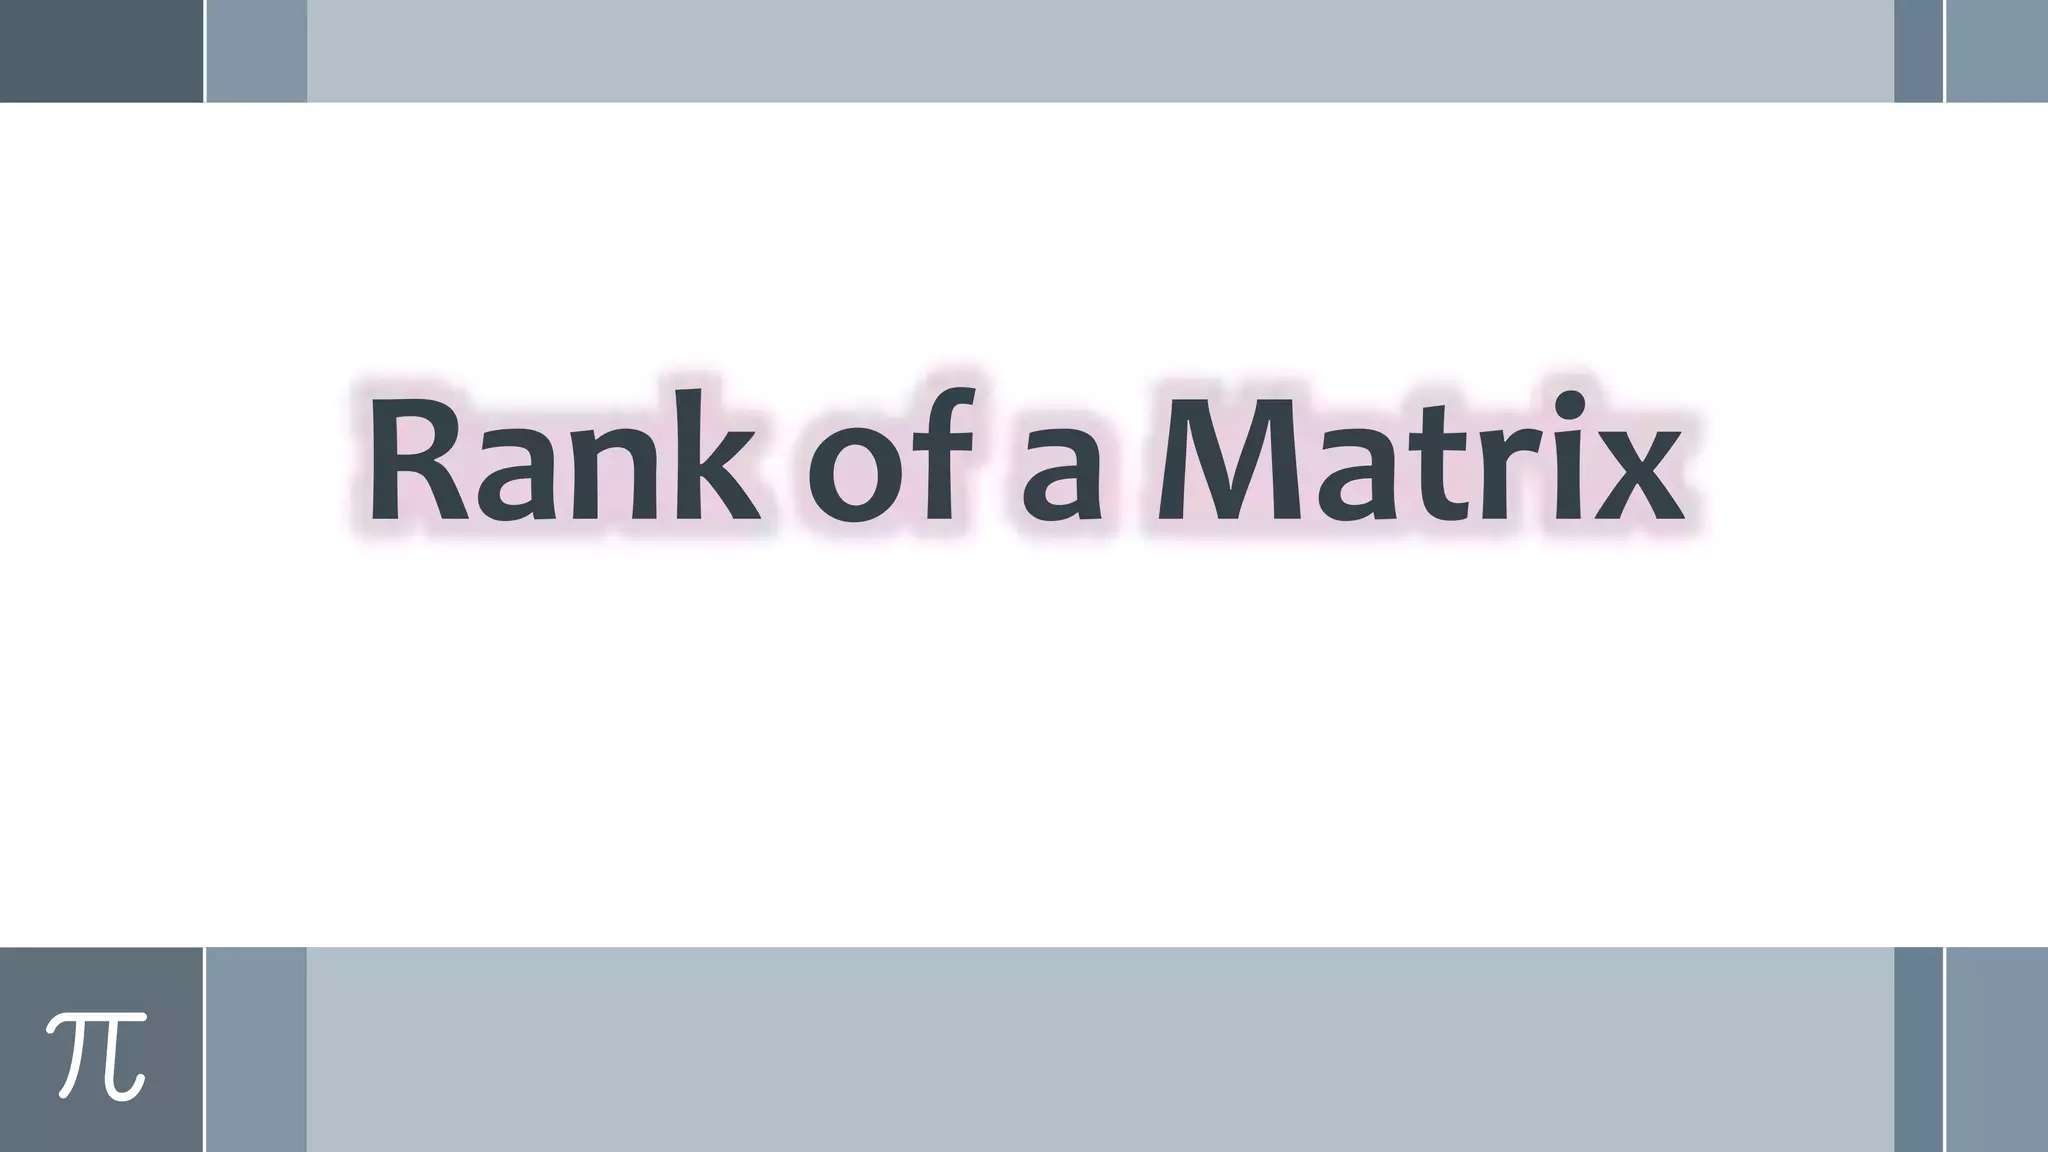 Rank of a Matrix
π